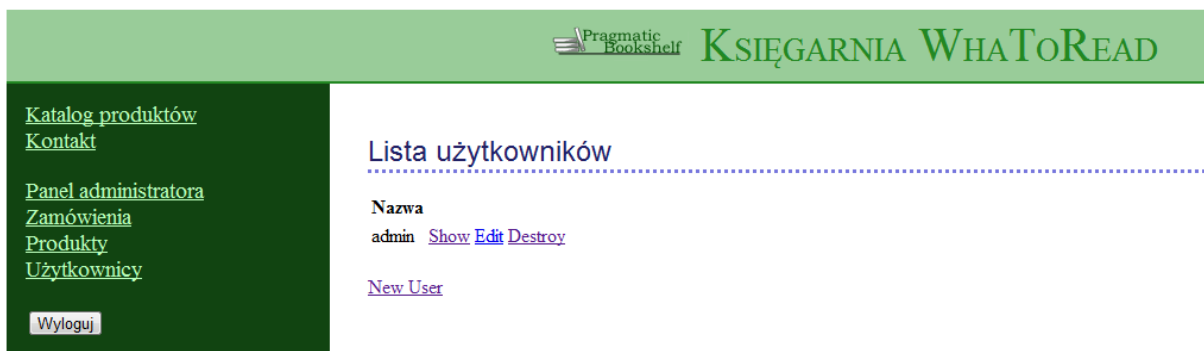 Pragmatic
Bookshelf
Księgarnia WhaToRead
Katalog produktów
Kontakt
Panel administratora
Zamówienia
Produkty
Użytkownicy
Wyloguj
Lista użytkowników
Nazwa
admin Show Edit Destroy
New User